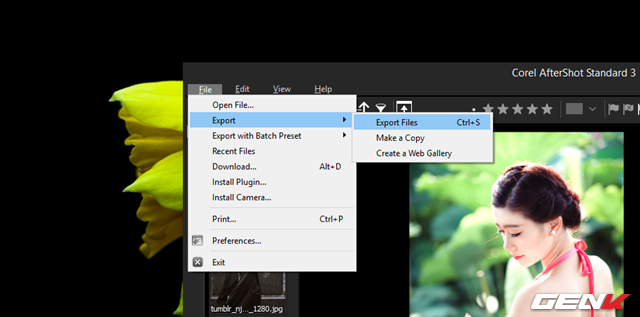 Corel AfterShot Standard 3
File Edit View Help
Open File...
Export
Export with Batch Preset
Recent Files
Download... Alt+D
Install Plugin...
Install Camera...
Print... Ctrl+P
Preferences...
Exit
Export Files Ctrl+S
Make a Copy
Create a Web Gallery
tumblr_nj..._1280.jpg
GENK